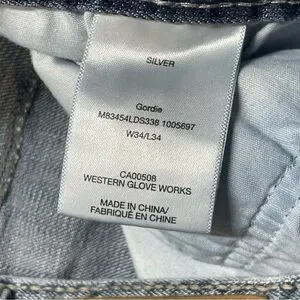 SILVER
Gordie
M83454LDS338 1005697
W34/L34
CA00508
WESTERN GLOVE WORKS
MADE IN CHINA/
FABRIQUÉ EN CHINE